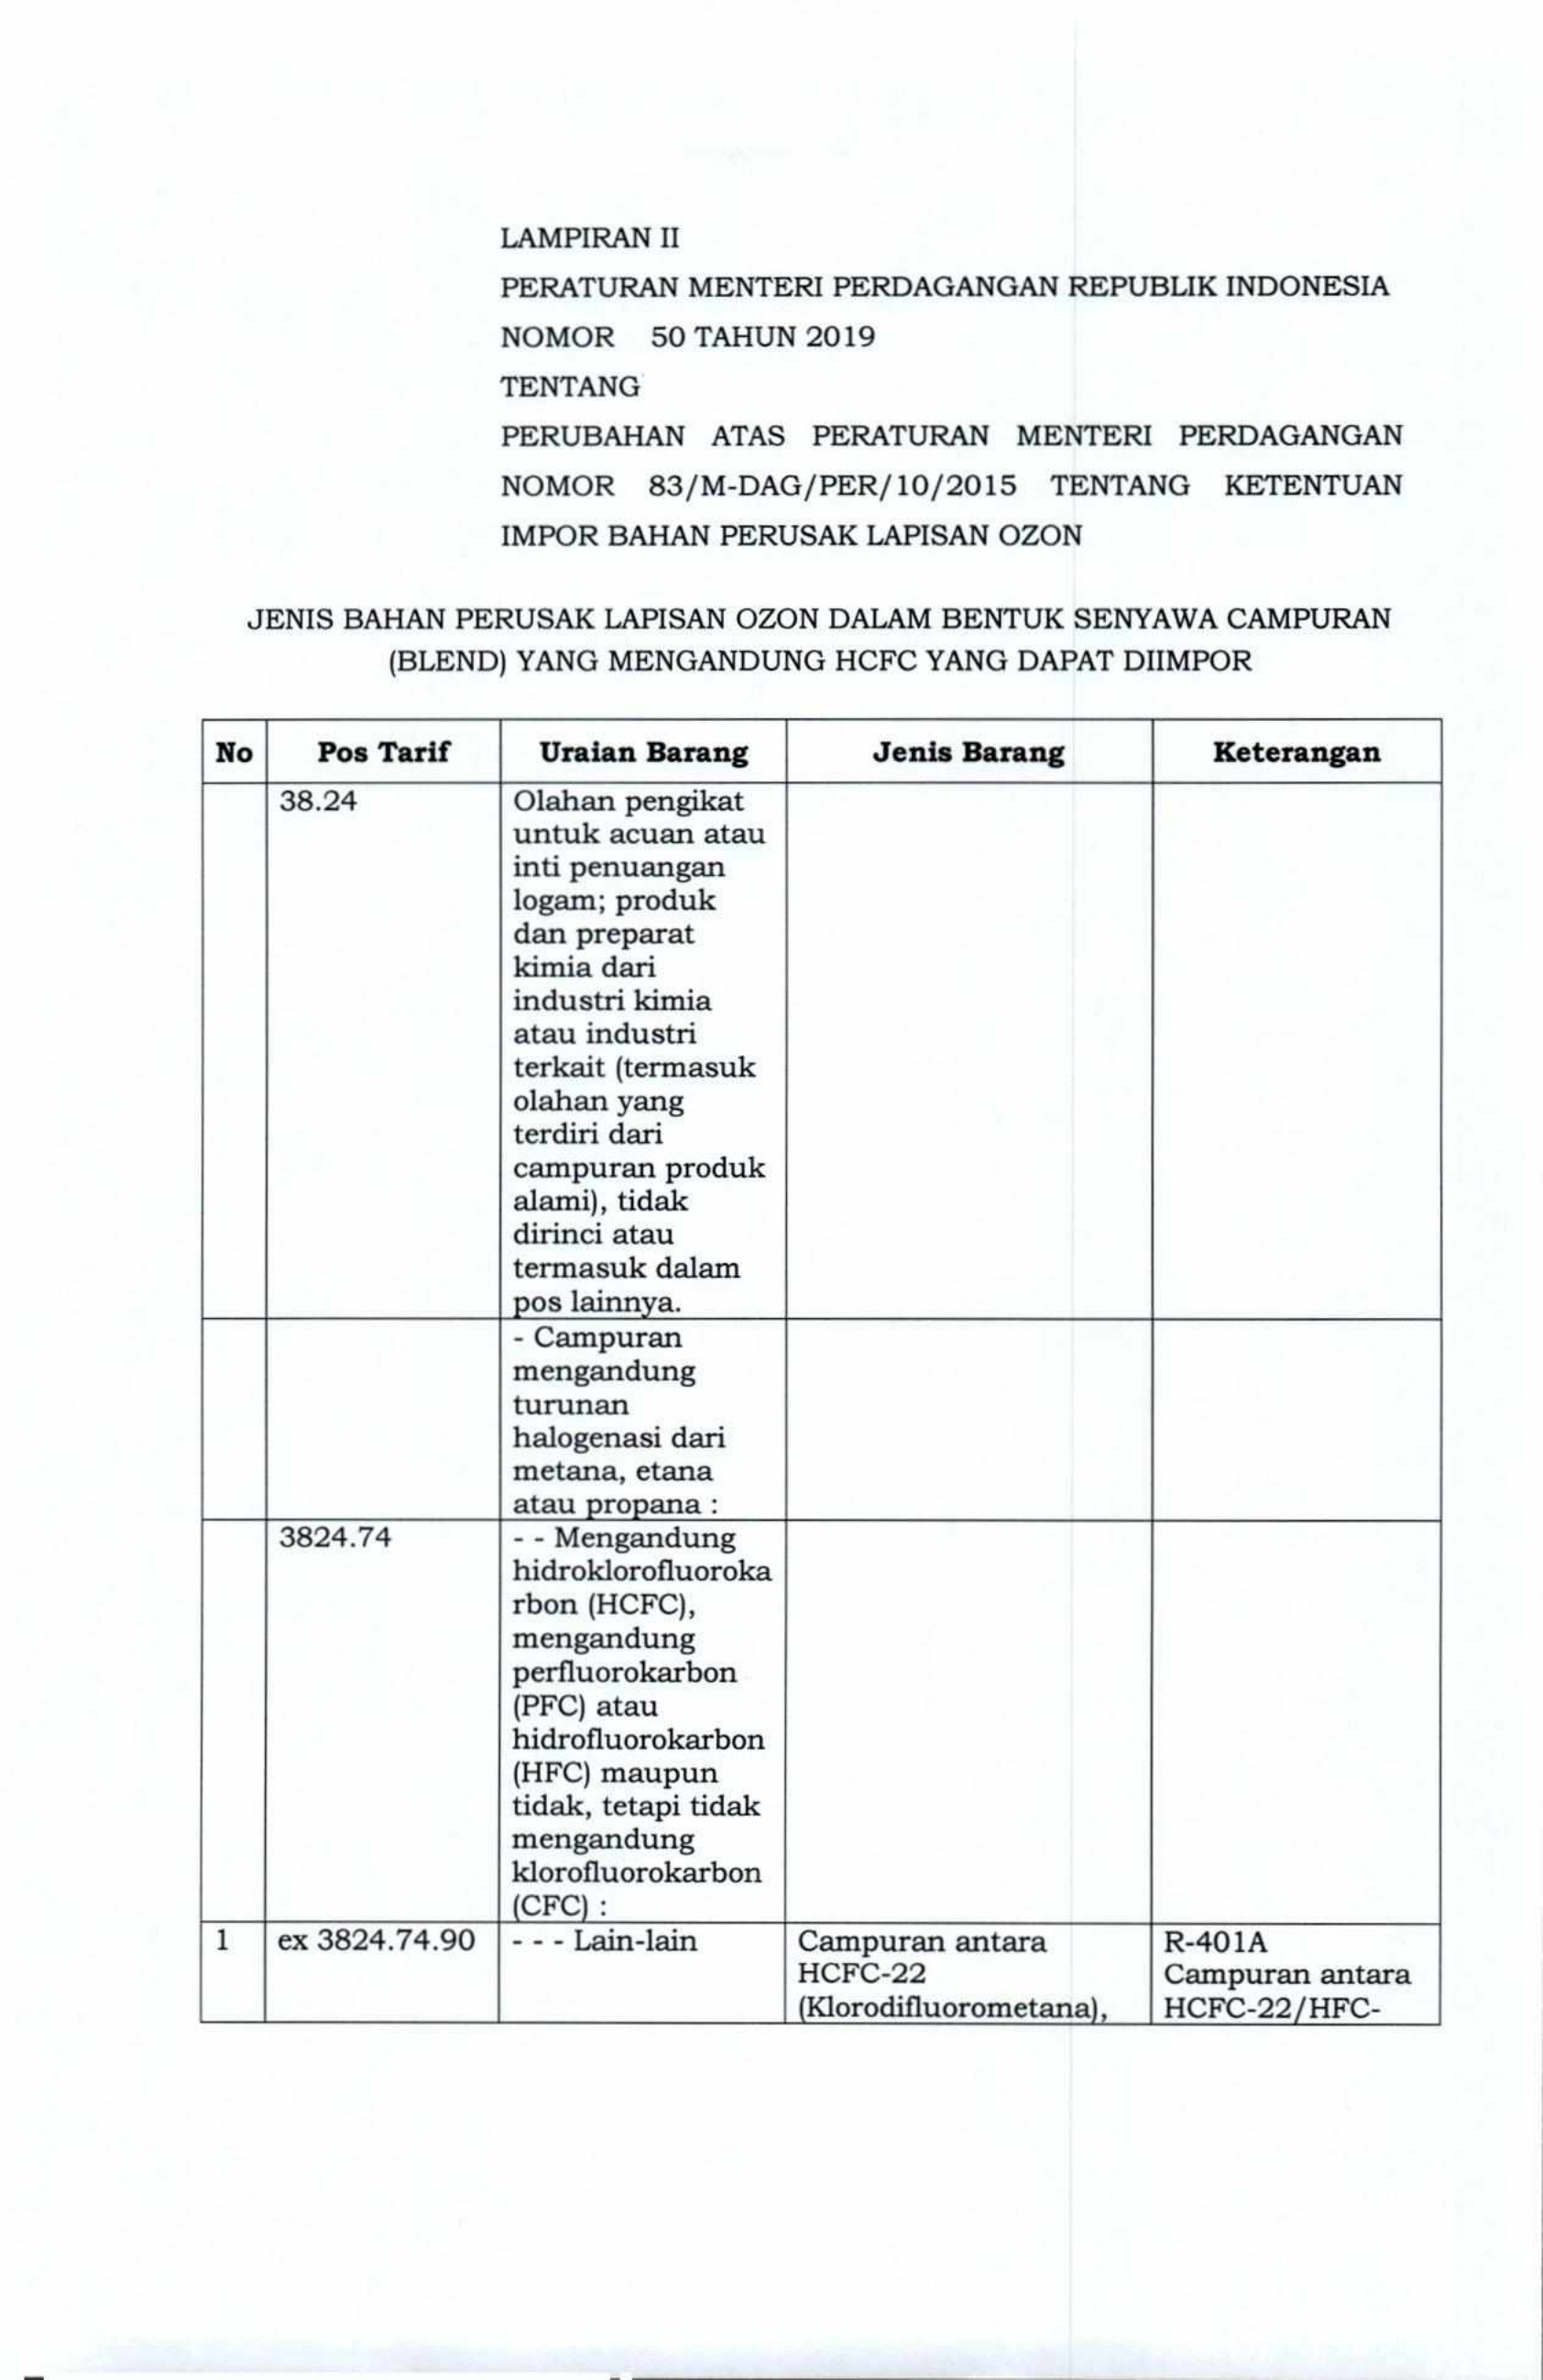 LAMPIRAN II
PERATURAN MENTERI PERDAGANGAN REPUBLIK INDONESIA
NOMOR 50 TAHUN 2019
TENTANG
PERUBAHAN ATAS PERATURAN MENTERI PERDAGANGAN
NOMOR 83/M-DAG/PER/10/2015 TENTANG KETENTUAN
IMPOR BAHAN PERUSAK LAPISAN OZON
JENIS BAHAN PERUSAK LAPISAN OZON DALAM BENTUK SENYAWA CAMPURAN
(BLEND) YANG MENGANDUNG HCFC YANG DAPAT DIIMPOR
No Pos Tarif Uraian Barang Jenis Barang Keterangan
38.24 Olahan pengikat
untuk acuan atau
inti penuangan
logam; produk
dan preparat
kimia dari
industri kimia
atau industri
terkait (termasuk
olahan yang
terdiri dari
campuran produk
alami), tidak
dirinci atau
termasuk dalam
pos lainnya.
- Campuran
mengandung
turunan
halogenasi dari
metana, etana
atau propana :
3824.74 - - Mengandung
hidroklorofluoroka
rbon (HCFC),
mengandung
perfluorokarbon
(PFC) atau
hidrofluorokarbon
(HFC) maupun
tidak, tetapi tidak
mengandung
klorofluorokarbon
(CFC) :
1 ex 3824.74.90 - - - Lain-lain Campuran antara R-401A
HCFC-22 Campuran antara
(Klorodifluorometana), HCFC-22/HFC-